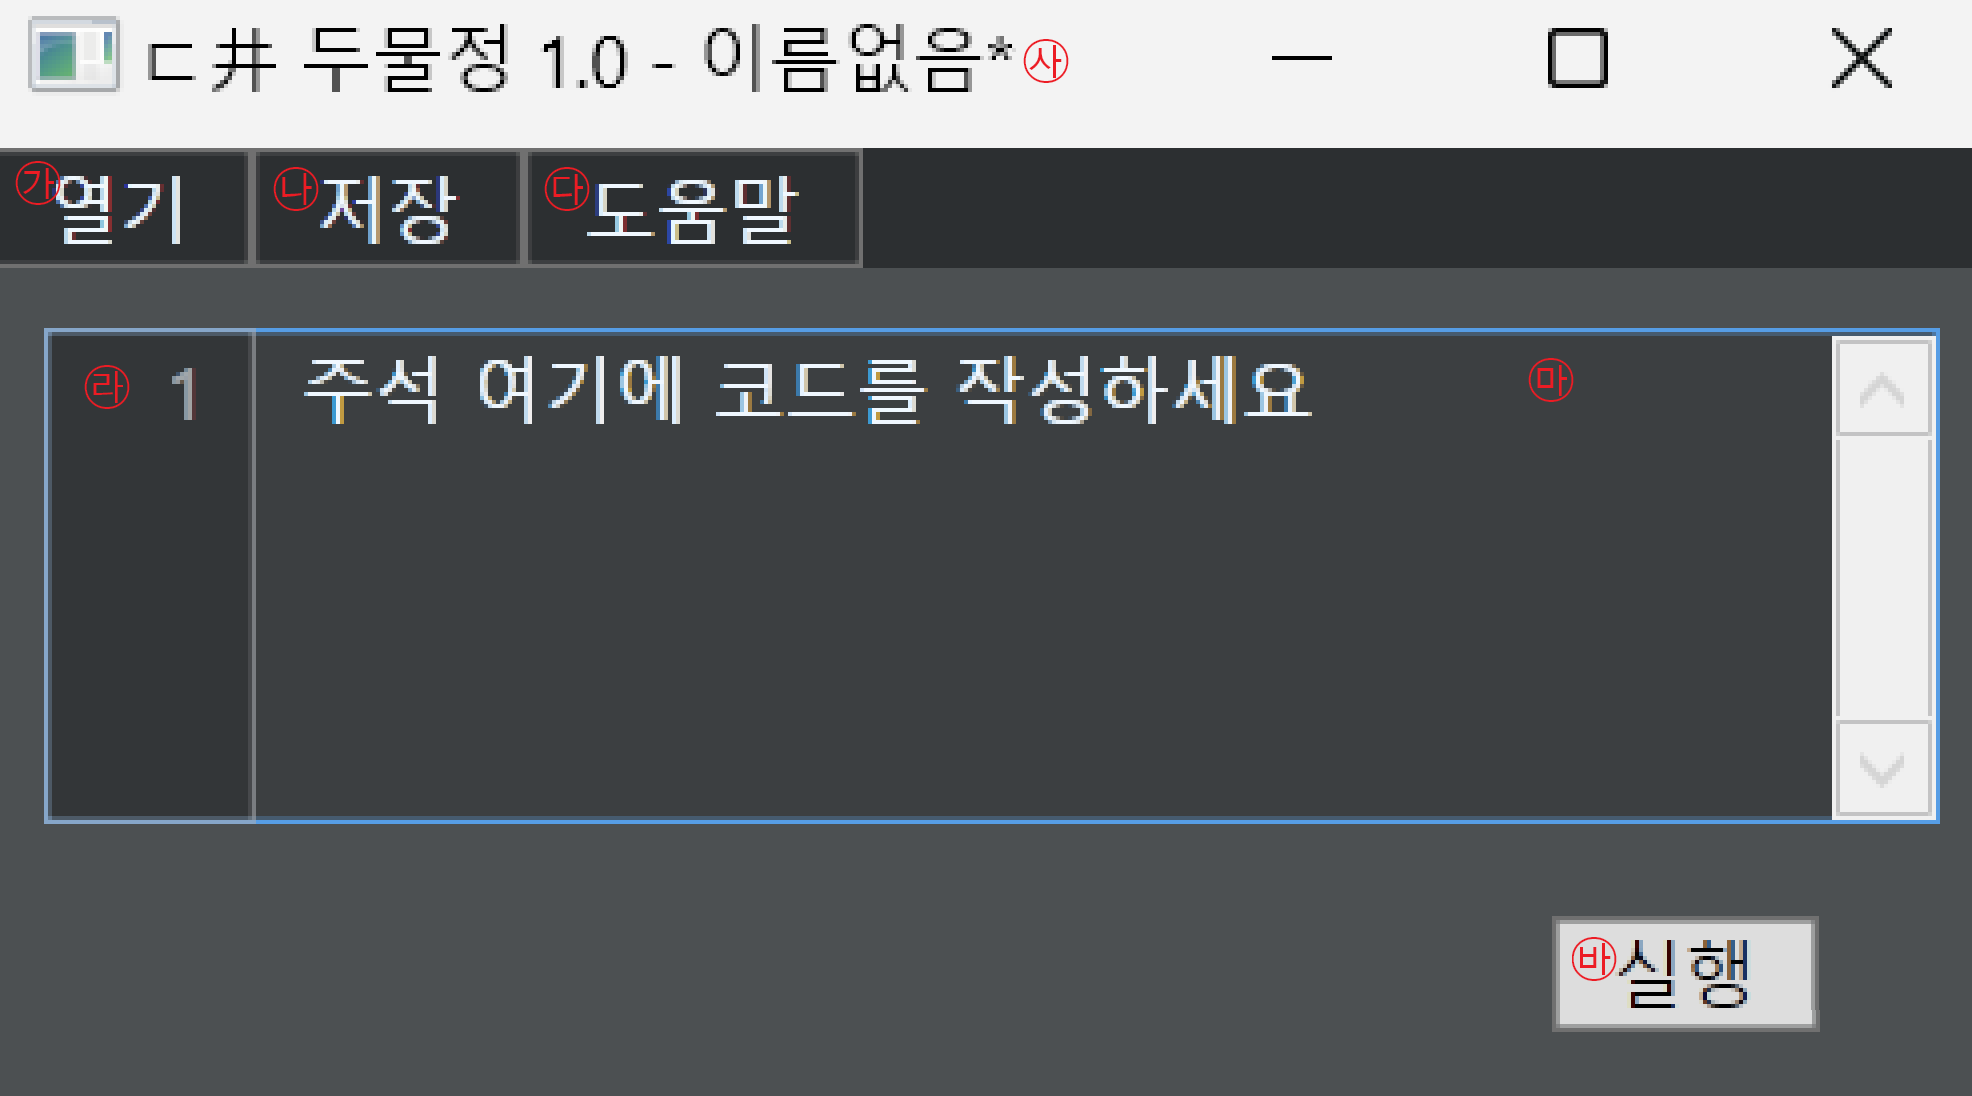 ㄷ井 두물정 1.0 - 이름없음*㉴
㉮열기 ㉯저장 ㉰도움말
㉱ 1 주석 여기에 코드를 작성하세요 ㉲
㉳실행